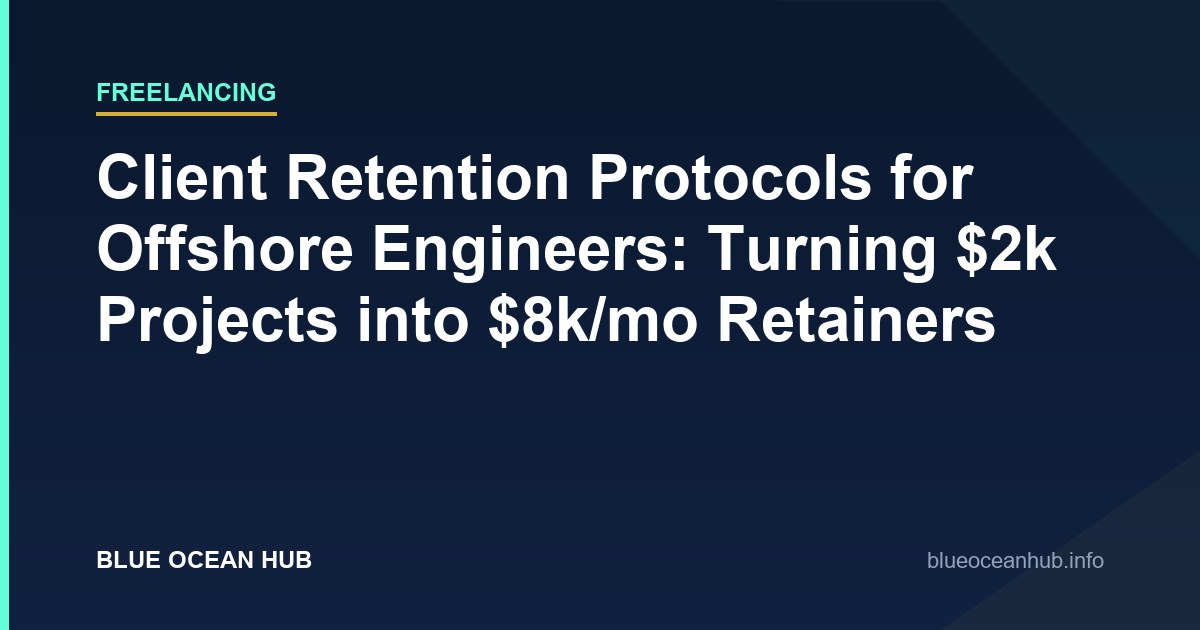 FREELANCING
Client Retention Protocols for
Offshore Engineers: Turning $2k
Projects into $8k/mo Retainers
BLUE OCEAN HUB
blueoceanhub.info